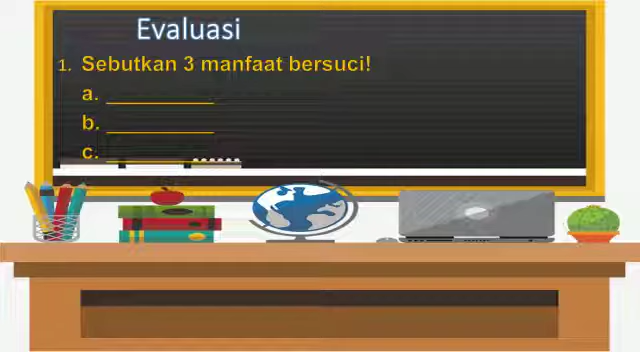 Evaluasi
1. Sebutkan 3 manfaat bersuci!
a. __________
b. __________
c. __________